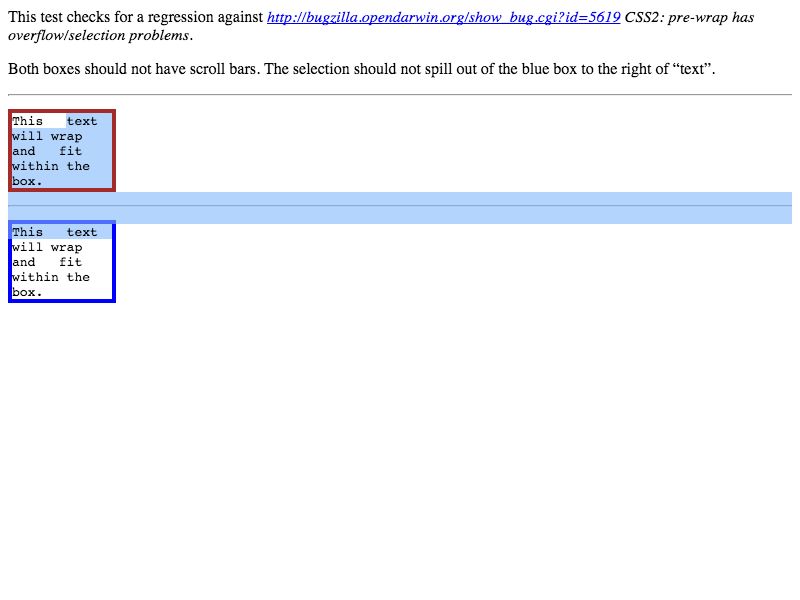 This test checks for a regression against http://bugzilla.opendarwin.org/show_bug.cgi?id=5619 CSS2: pre-wrap has
overflow/selection problems.
Both boxes should not have scroll bars. The selection should not spill out of the blue box to the right of “text”.
This   text
will wrap
and   fit
within the
box.
This   text
will wrap
and   fit
within the
box.